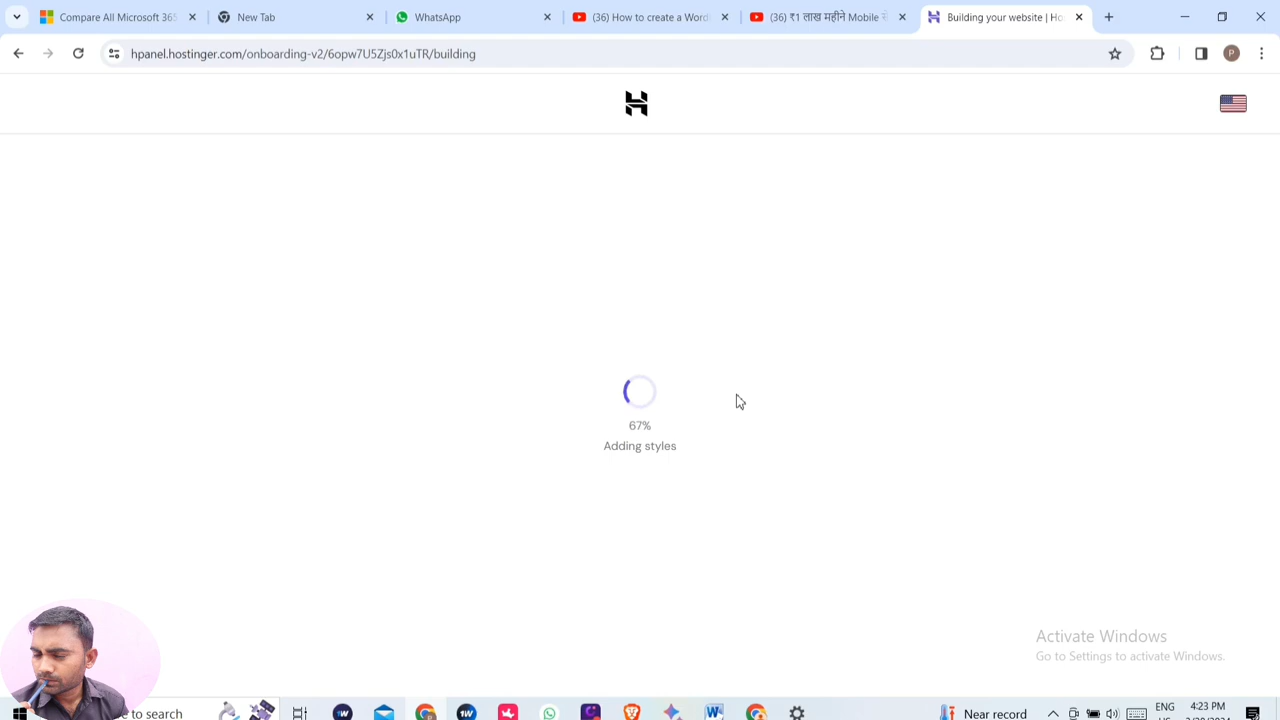 Compare All Microsoft 365
New Tab
WhatsApp
(36) How to create a Word
(36) ₹1 लाख महीने Mobile से
Building your website | Ho
hpanel.hostinger.com/onboarding-v2/6opw7U5Zjs0x1uTR/building
P
67%
Adding styles
Activate Windows
Go to Settings to activate Windows.
to search
Near record
ENG
4:23 PM